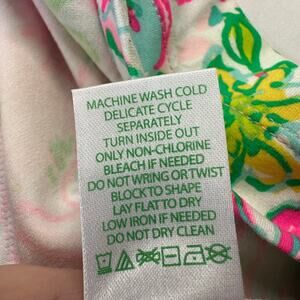 MACHINE WASH COLD
DELICATE CYCLE
SEPARATELY
TURN INSIDE OUT
ONLY NON-CHLORINE
BLEACH IF NEEDED
DO NOT WRING OR TWIST
BLOCK TO SHAPE
LAY FLAT TO DRY
LOW IRON IF NEEDED
DO NOT DRY CLEAN